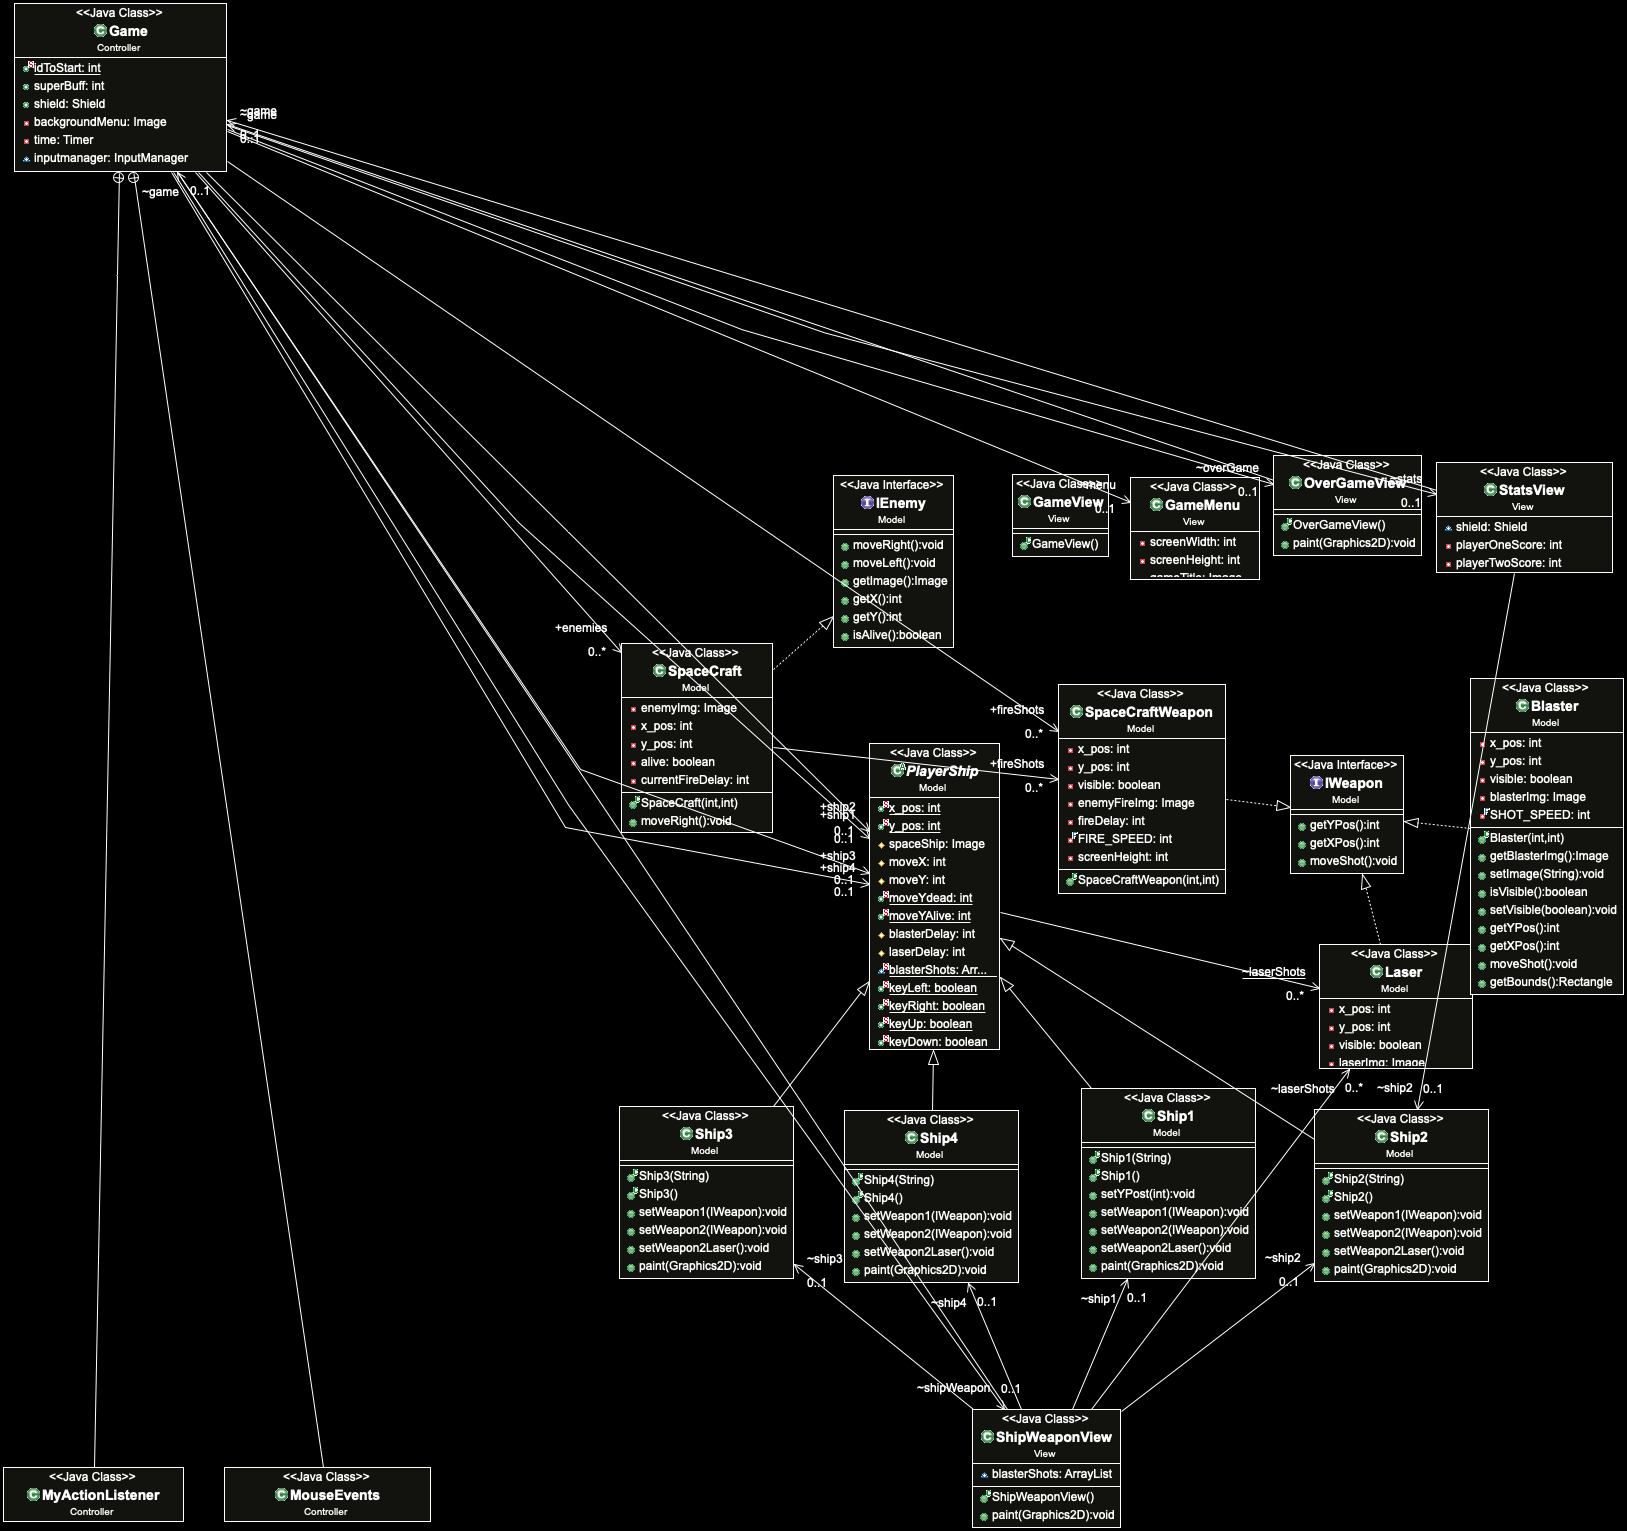 <<Java Class>>
Game
Controller
idToStart: int
superBuff: int
shield: Shield
backgroundMenu: Image
time: Timer
inputmanager: InputManager
~game
~game
0..1
0..1
~game
0..1
<<Java Interface>>
IEnemy
Model
moveRight():void
moveLeft():void
getImage():Image
getX():int
getY():int
isAlive():boolean
<<Java Class>>
GameView
View
GameView()
~menu
0..1
<<Java Class>>
GameMenu
View
screenWidth: int
screenHeight: int
gameTitle: Image
~overGame
0..1
<<Java Class>>
OverGameView
View
OverGameView()
paint(Graphics2D):void
~stats
0..1
<<Java Class>>
StatsView
View
shield: Shield
playerOneScore: int
playerTwoScore: int
+enemies
0..*
<<Java Class>>
SpaceCraft
Model
enemyImg: Image
x_pos: int
y_pos: int
alive: boolean
currentFireDelay: int
SpaceCraft(int,int)
moveRight():void
+fireShots
0..*
+fireShots
0..*
<<Java Class>>
SpaceCraftWeapon
Model
x_pos: int
y_pos: int
visible: boolean
enemyFireImg: Image
fireDelay: int
FIRE_SPEED: int
screenHeight: int
SpaceCraftWeapon(int,int)
<<Java Interface>>
IWeapon
Model
getYPos():int
getXPos():int
moveShot():void
<<Java Class>>
Blaster
Model
x_pos: int
y_pos: int
visible: boolean
blasterImg: Image
SHOT_SPEED: int
Blaster(int,int)
getBlasterImg():Image
setImage(String):void
isVisible():boolean
setVisible(boolean):void
getYPos():int
getXPos():int
moveShot():void
getBounds():Rectangle
+ship2
+ship1
0..1
0..1
+ship3
+ship4
0..1
0..1
<<Java Class>>
PlayerShip
Model
x_pos: int
y_pos: int
spaceShip: Image
moveX: int
moveY: int
moveYdead: int
moveYAlive: int
blasterDelay: int
laserDelay: int
blasterShots: Arr...
keyLeft: boolean
keyRight: boolean
keyUp: boolean
keyDown: boolean
~laserShots
0..*
<<Java Class>>
Laser
Model
x_pos: int
y_pos: int
visible: boolean
laserImg: Image
~laserShots
0..*
~ship2
0..1
<<Java Class>>
Ship3
Model
Ship3(String)
Ship3()
setWeapon1(IWeapon):void
setWeapon2(IWeapon):void
setWeapon2Laser():void
paint(Graphics2D):void
<<Java Class>>
Ship4
Model
Ship4(String)
Ship4()
setWeapon1(IWeapon):void
setWeapon2(IWeapon):void
setWeapon2Laser():void
paint(Graphics2D):void
<<Java Class>>
Ship1
Model
Ship1(String)
Ship1()
setYPost(int):void
setWeapon1(IWeapon):void
setWeapon2(IWeapon):void
setWeapon2Laser():void
paint(Graphics2D):void
<<Java Class>>
Ship2
Model
Ship2(String)
Ship2()
setWeapon1(IWeapon):void
setWeapon2(IWeapon):void
setWeapon2Laser():void
paint(Graphics2D):void
~ship3
0..1
~ship4
0..1
~ship1
0..1
~ship2
0..1
~shipWeapon
0..1
<<Java Class>>
ShipWeaponView
View
blasterShots: ArrayList
ShipWeaponView()
paint(Graphics2D):void
<<Java Class>>
MyActionListener
Controller
<<Java Class>>
MouseEvents
Controller